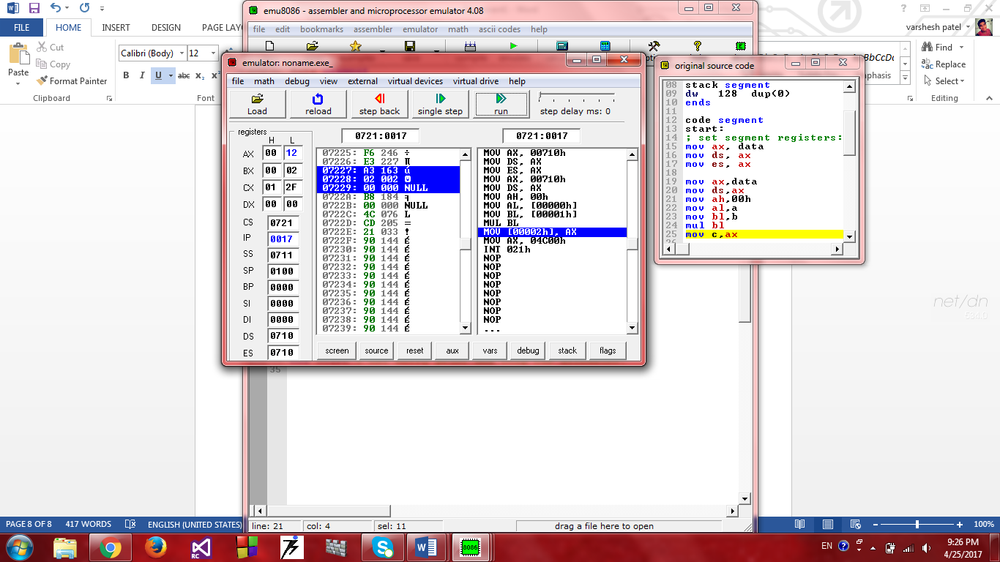 emu8086 - assembler and microprocessor emulator 4.08
file edit bookmarks assembler emulator math ascii codes help
FILE HOME INSERT DESIGN PAGE LAY
varshesh patel
Cut
Copy
Format Painter
Paste
Clipboard
Calibri (Body) 12
B I U abc x₂ x²
Find
Replace
Select
Editing
emulator: noname.exe_
file math debug view external virtual devices virtual drive help
Load reload step back single step run step delay ms: 0
registers
H L
0721:0017 0721:0017
AX 00 12
BX 00 02
CX 01 2F
DX 00 00
CS 0721
IP 0017
SS 0711
SP 0100
BP 0000
SI 0000
DI 0000
DS 0710
ES 0710
07225: F6 246 ÷
07226: E3 227 π
07227: A3 163 ú
07228: 02 002 ☻
07229: 00 000 NULL
0722A: B8 184 ╕
0722B: 00 000 NULL
0722C: 4C 076 L
0722D: CD 205 =
0722E: 21 033 !
0722F: 90 144 É
07230: 90 144 É
07231: 90 144 É
07232: 90 144 É
07233: 90 144 É
07234: 90 144 É
07235: 90 144 É
07236: 90 144 É
07237: 90 144 É
07238: 90 144 É
07239: 90 144 É
MOV AX, 00710h
MOV DS, AX
MOV ES, AX
MOV AX, 00710h
MOV DS, AX
MOV AH, 00h
MOV AL, [00000h]
MOV BL, [00001h]
MUL BL
MOV [00002h], AX
MOV AX, 04C00h
INT 021h
NOP
NOP
NOP
NOP
NOP
NOP
NOP
NOP
...
screen source reset aux vars debug stack flags
original source code
08 stack segment
09 dw 128 dup(0)
10 ends
11
12 code segment
13 start:
14 ; set segment registers:
15 mov ax, data
16 mov ds, ax
17 mov es, ax
18
19 mov ax,data
20 mov ds,ax
21 mov ah,00h
22 mov al,a
23 mov bl,b
24 mul bl
25 mov c,ax
35
net/dn
534.0
line: 21 col: 4 sel: 11 drag a file here to open
PAGE 8 OF 8 417 WORDS ENGLISH (UNITED STATES) 100%
8086
EN
9:26 PM
4/25/2017